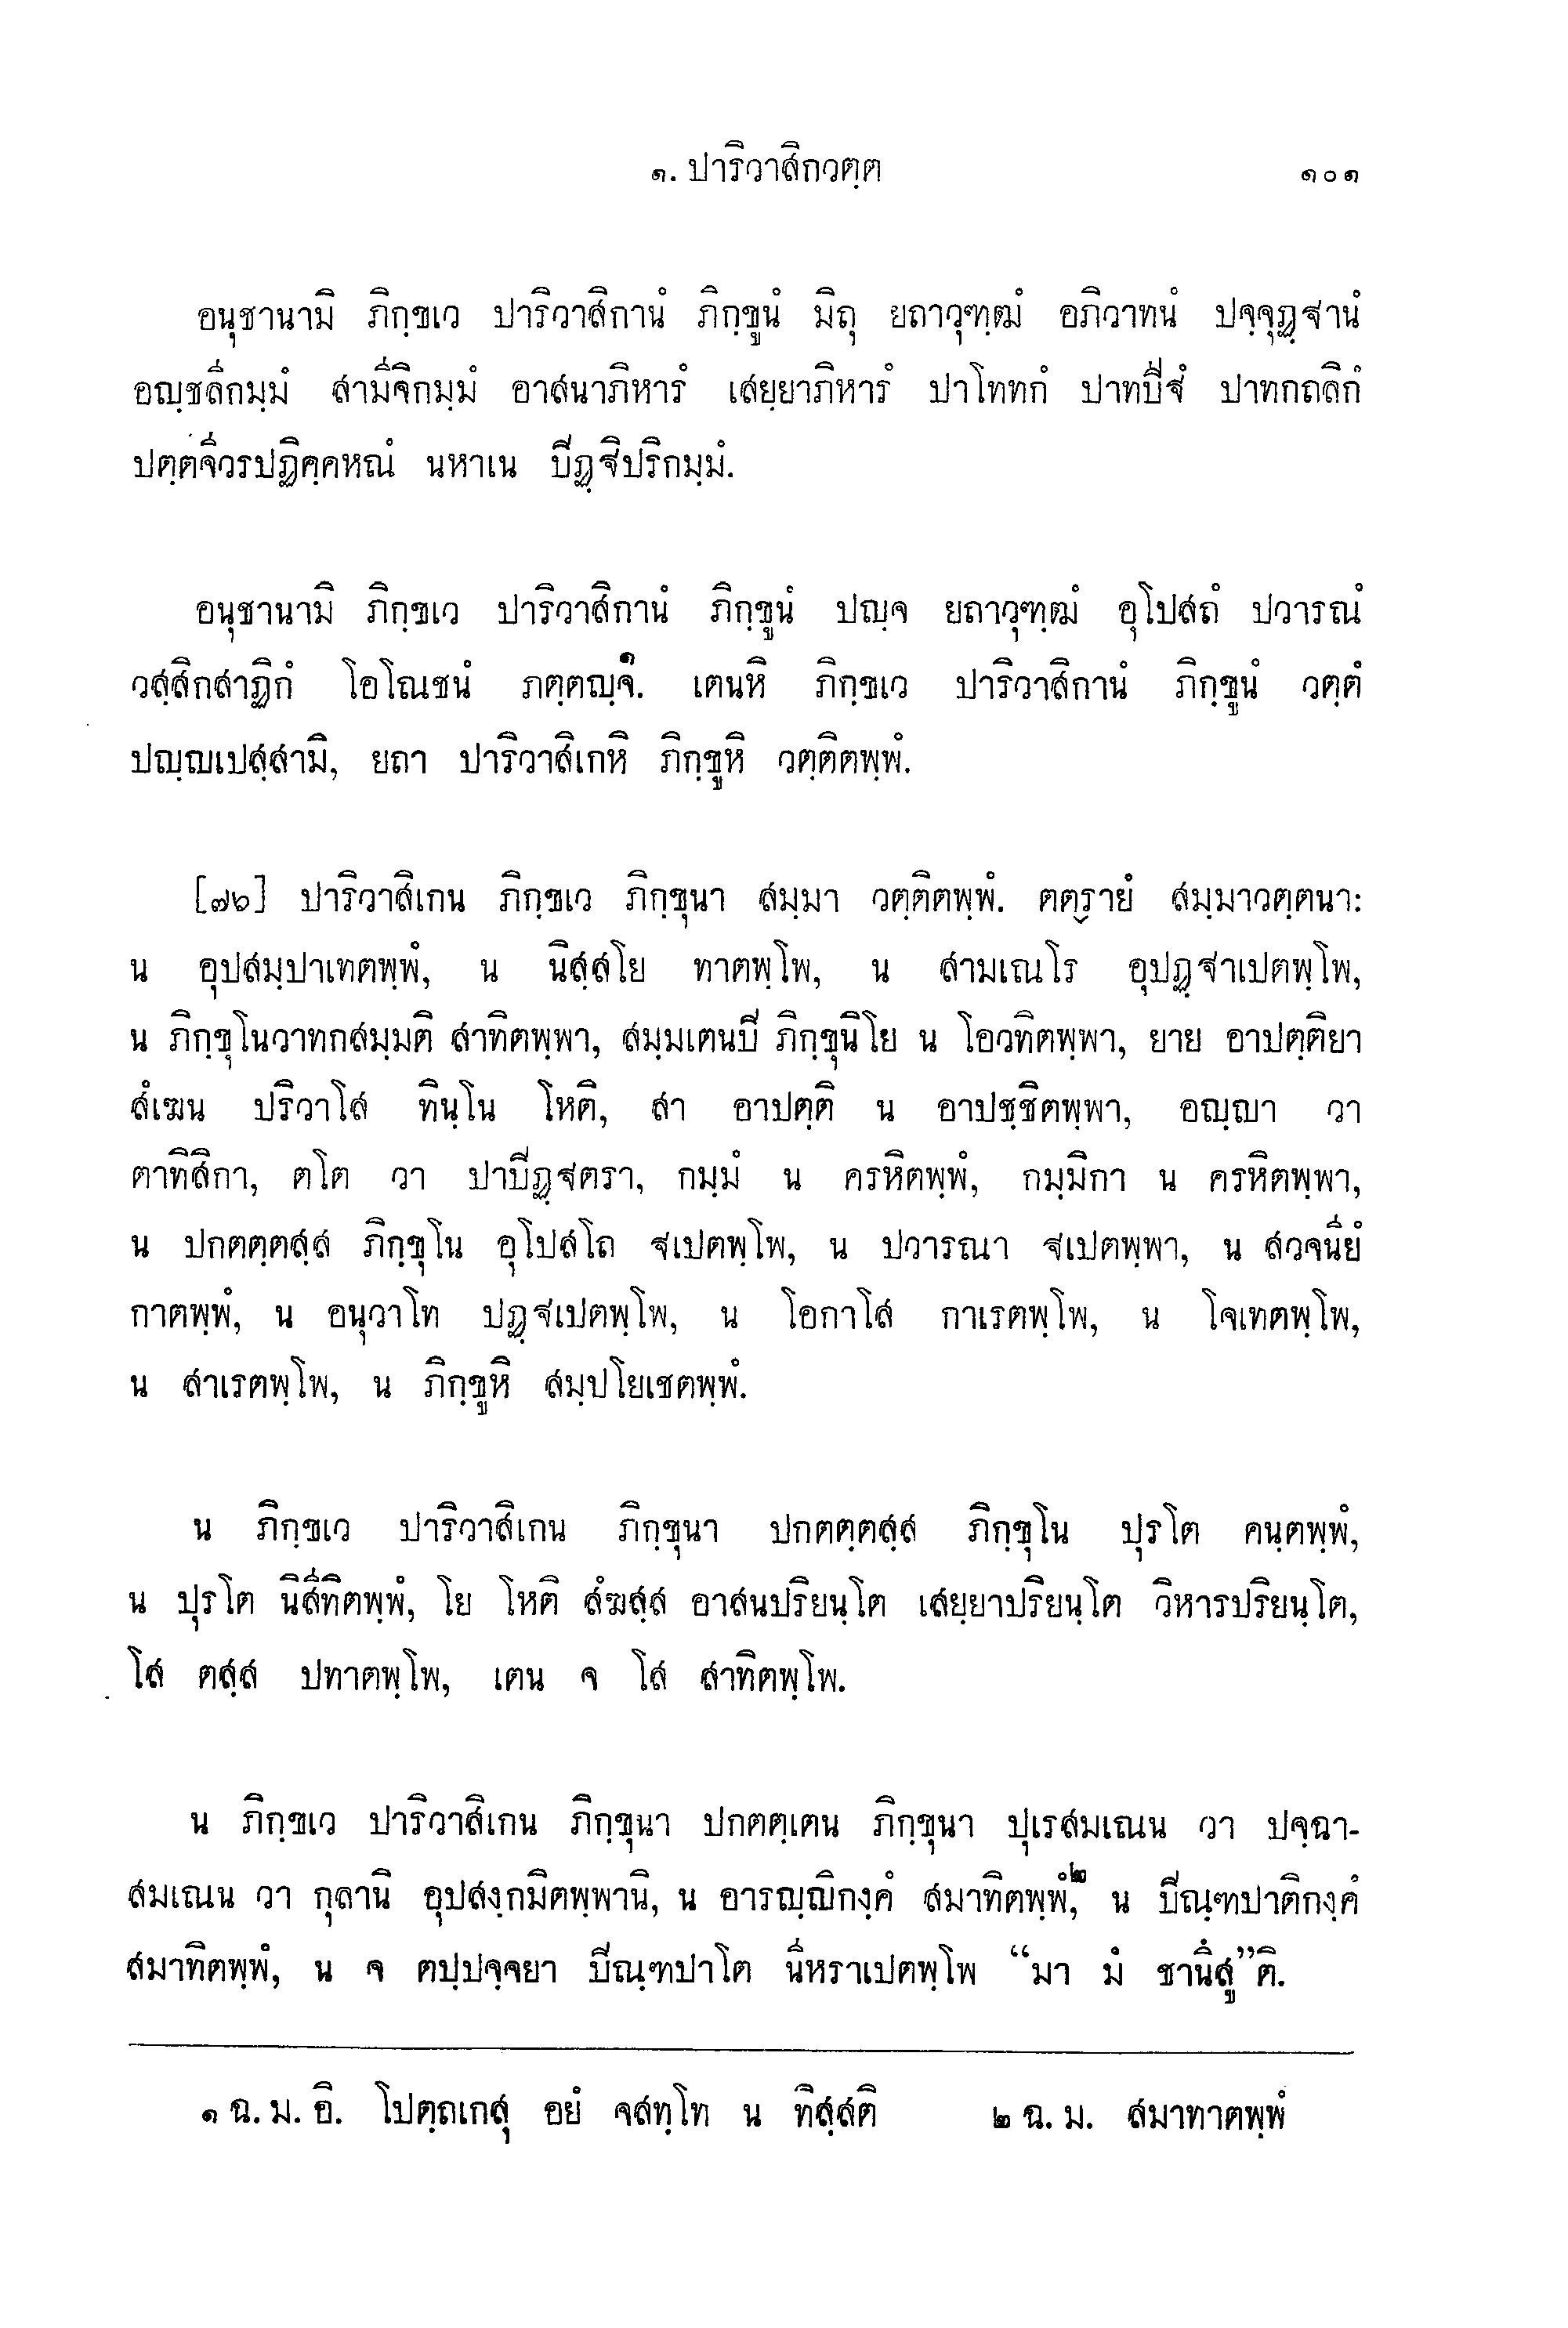 ๑. ปาริวาสิกวตฺต ๑๐๑
อนุชานามิ ภิกฺขเว ปาริวาสิกานํ ภิกฺขูนํ มิถุ ยถาวุฑฺฒํ อภิวาทนํ ปจฺจุฏฺฐานํ
อญฺชลีกมฺมํ สามีจิกมฺมํ อาสนาภิหารํ เสยฺยาภิหารํ ปาโททกํ ปาทปีฐํ ปาทกถลิกํ
ปตฺตจีวรปฏิคฺคหณํ นหาเน ปีฏฺฐิปริกมฺมํ.
อนุชานามิ ภิกฺขเว ปาริวาสิกานํ ภิกฺขูนํ ปญฺจ ยถาวุฑฺฒํ อุโปสถํ ปวารณํ
วสฺสิกสาฏิกํ โอโณชนํ ภตฺตญฺจํ๑. เตนหิ ภิกฺขเว ปาริวาสิกานํ ภิกฺขูนํ วตฺตํ
ปญฺญเปสฺสามิ, ยถา ปาริวาสิเกหิ ภิกฺขูหิ วตฺติตพฺพํ.
[๗๖] ปาริวาสิเกน ภิกฺขเว ภิกฺขุนา สมฺมา วตฺติตพฺพํ. ตตฺรายํ สมฺมาวตฺตนา:
น อุปสมฺปาเทตพฺพํ, น นิสฺสโย ทาตพฺโพ, น สามเณโร อุปฏฺฐาเปตพฺโพ,
น ภิกฺขุโนวาทกสมฺมติ สาทิตพฺพา, สมฺมเตนปิ ภิกฺขุนิโย น โอวทิตพฺพา, ยาย อาปตฺติยา
สํเฆน ปริวาโส ทินฺโน โหติ, สา อาปตฺติ น อาปชฺชิตพฺพา, อญฺญา วา
ตาทิสิกา, ตโต วา ปาปีฏฺฐตรา, กมฺมํ น ครหิตพฺพํ, กมฺมิกา น ครหิตพฺพา,
น ปกตตฺตสฺส ภิกฺขุโน อุโปสโถ ฐเปตพฺโพ, น ปวารณา ฐเปตพฺพา, น สวจนียํ
กาตพฺพํ, น อนุวาโท ปฏฺฐเปตพฺโพ, น โอกาโส กาเรตพฺโพ, น โจเทตพฺโพ,
น สาเรตพฺโพ, น ภิกฺขูหิ สมฺปโยเชตพฺพํ.
น ภิกฺขเว ปาริวาสิเกน ภิกฺขุนา ปกตตฺตสฺส ภิกฺขุโน ปุรโต คนฺตพฺพํ,
น ปุรโต นิสีทิตพฺพํ, โย โหติ สํฆสฺส อาสนปริยนฺโต เสยฺยาปริยนฺโต วิหารปริยนฺโต,
โส ตสฺส ปทาตพฺโพ, เตน จ โส สาทิตพฺโพ.
น ภิกฺขเว ปาริวาสิเกน ภิกฺขุนา ปกตตฺเตน ภิกฺขุนา ปุเรสมเณน วา ปจฺฉา-
สมเณน วา กุลานิ อุปสงฺกมิตพฺพานิ, น อารญฺญิกงฺคํ สมาทิตพฺพํ,๒ น ปิณฺฑปาติกงฺคํ
สมาทิตพฺพํ, น จ ตปฺปจฺจยา ปิณฺฑปาโต นีหราเปตพฺโพ “มา มํ ชานึสู”ติ.
๑ ฉ. ม. อิ. โปตฺถเกสุ อยํ จสทฺโท น ทิสฺสติ ๒ ฉ. ม. สมาทาตพฺพํ